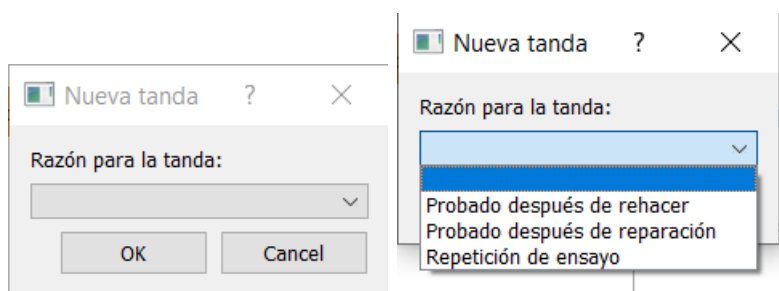 Nueva tanda ?
Razón para la tanda:
OK Cancel
Nueva tanda ?
Razón para la tanda:
Probado después de rehacer
Probado después de reparación
Repetición de ensayo